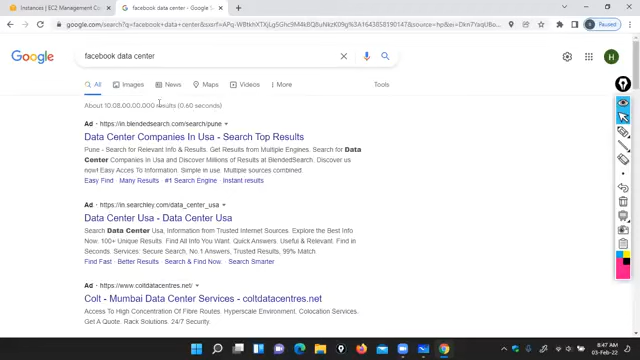 Instances | EC2 Management Co
facebook data center - Google S
Paused
Google
facebook data center
H
All
Images
News
Maps
Videos
More
Tools
About 10,08,00,00,000 results (0.60 seconds)
Ad · https://in.blendedsearch.com/search/pune
Data Center Companies in Usa - Search Top Results
Pune - Search for Relevant Info & Results. Get Results from Multiple Engines. Search for Data
Center Companies in Usa and Discover Millions of Results at BlendedSearch. Discover us
now! Easy Acces To Information. Simple in use. Multiple sources combined
Easy Find · Many Results · #1 Search Engine · Instant results
Ad · https://in.searchley.com/data_center_usa
Data Center Usa - Data Center Usa
Search Data Center Usa, Information from Trusted Internet Sources. Explore the Best Info
Now. 100+ Unique Results. Find All Info You Want. Quick Answers. Useful & Relevant. Find in
Seconds. Services: Secure Search, No.1 Answers, Trusted Results, 99% Match
Find Fast · Better Results · Search & Find Now. · Search Smarter
Ad · https://www.coltdatacentres.net/
Colt - Mumbai Data Center Services - coltdatacentres.net
Access To High Concentration Of Fibre Routes. Hyperscale Environment. Colocation Services.
Get A Quote. Rack Solutions. 24/7 Security.
8:47 AM
03-Feb-22